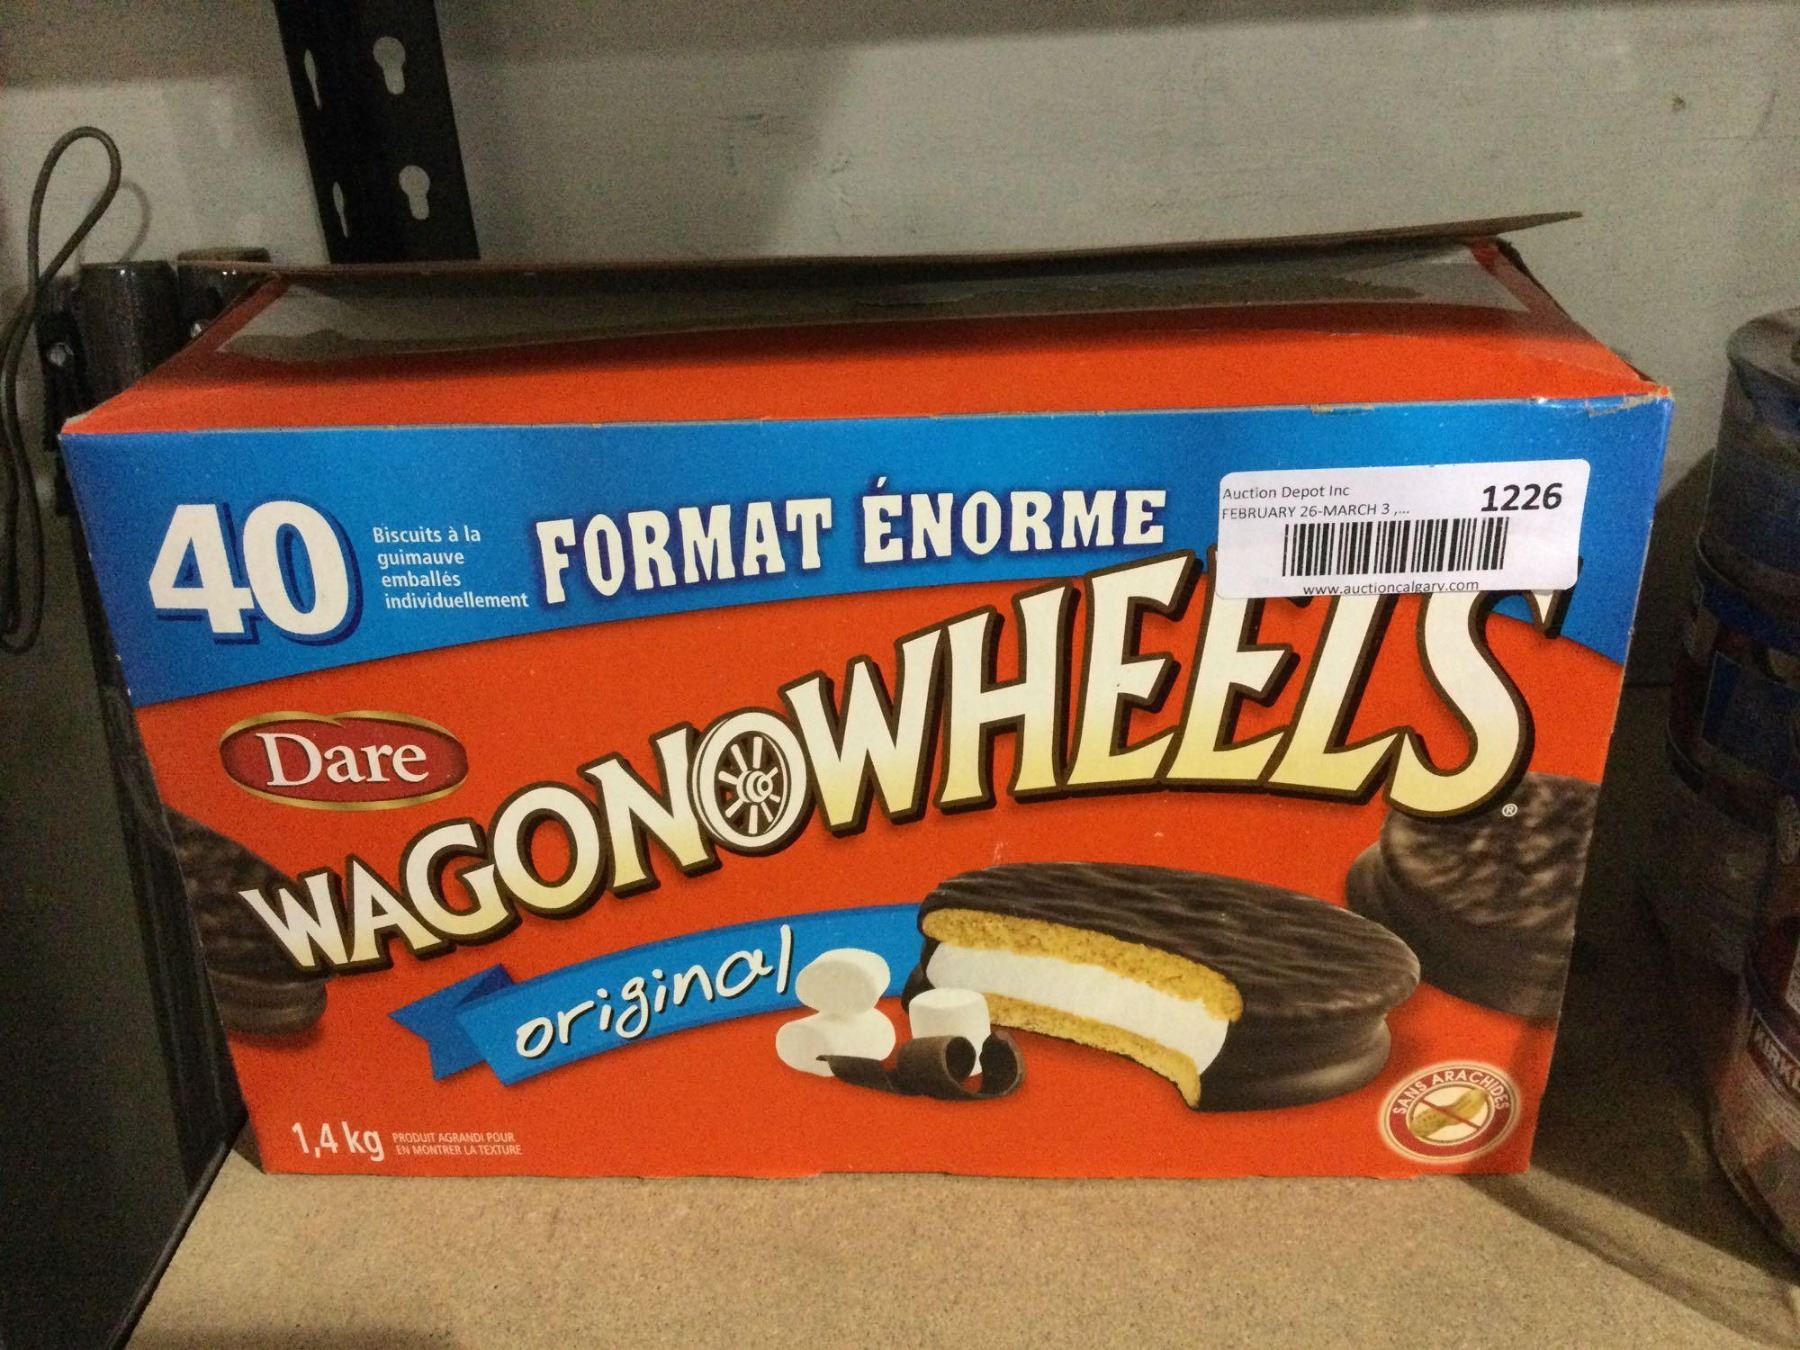 Auction Depot Inc
1226
FEBRUARY 26-MARCH 3 ,...
www.auctioncalgary.com
40
Biscuits à la
guimauve
emballés
individuellement
FORMAT ÉNORME
Dare
WAGON WHEELS®
original
1,4 kg
PRODUIT AGRANDI POUR
EN MONTRER LA TEXTURE
SANS ARACHIDES